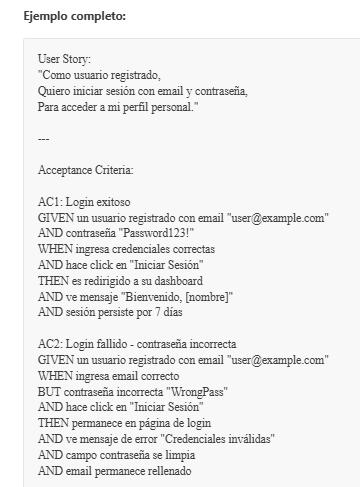 Ejemplo completo:
User Story:
"Como usuario registrado,
Quiero iniciar sesión con email y contraseña,
Para acceder a mi perfil personal."
---
Acceptance Criteria:
AC1: Login exitoso
GIVEN un usuario registrado con email "user@example.com"
AND contraseña "Password123!"
WHEN ingresa credenciales correctas
AND hace click en "Iniciar Sesión"
THEN es redirigido a su dashboard
AND ve mensaje "Bienvenido, [nombre]"
AND sesión persiste por 7 días
AC2: Login fallido - contraseña incorrecta
GIVEN un usuario registrado con email "user@example.com"
WHEN ingresa email correcto
BUT contraseña incorrecta "WrongPass"
AND hace click en "Iniciar Sesión"
THEN permanece en página de login
AND ve mensaje de error "Credenciales inválidas"
AND campo contraseña se limpia
AND email permanece rellenado